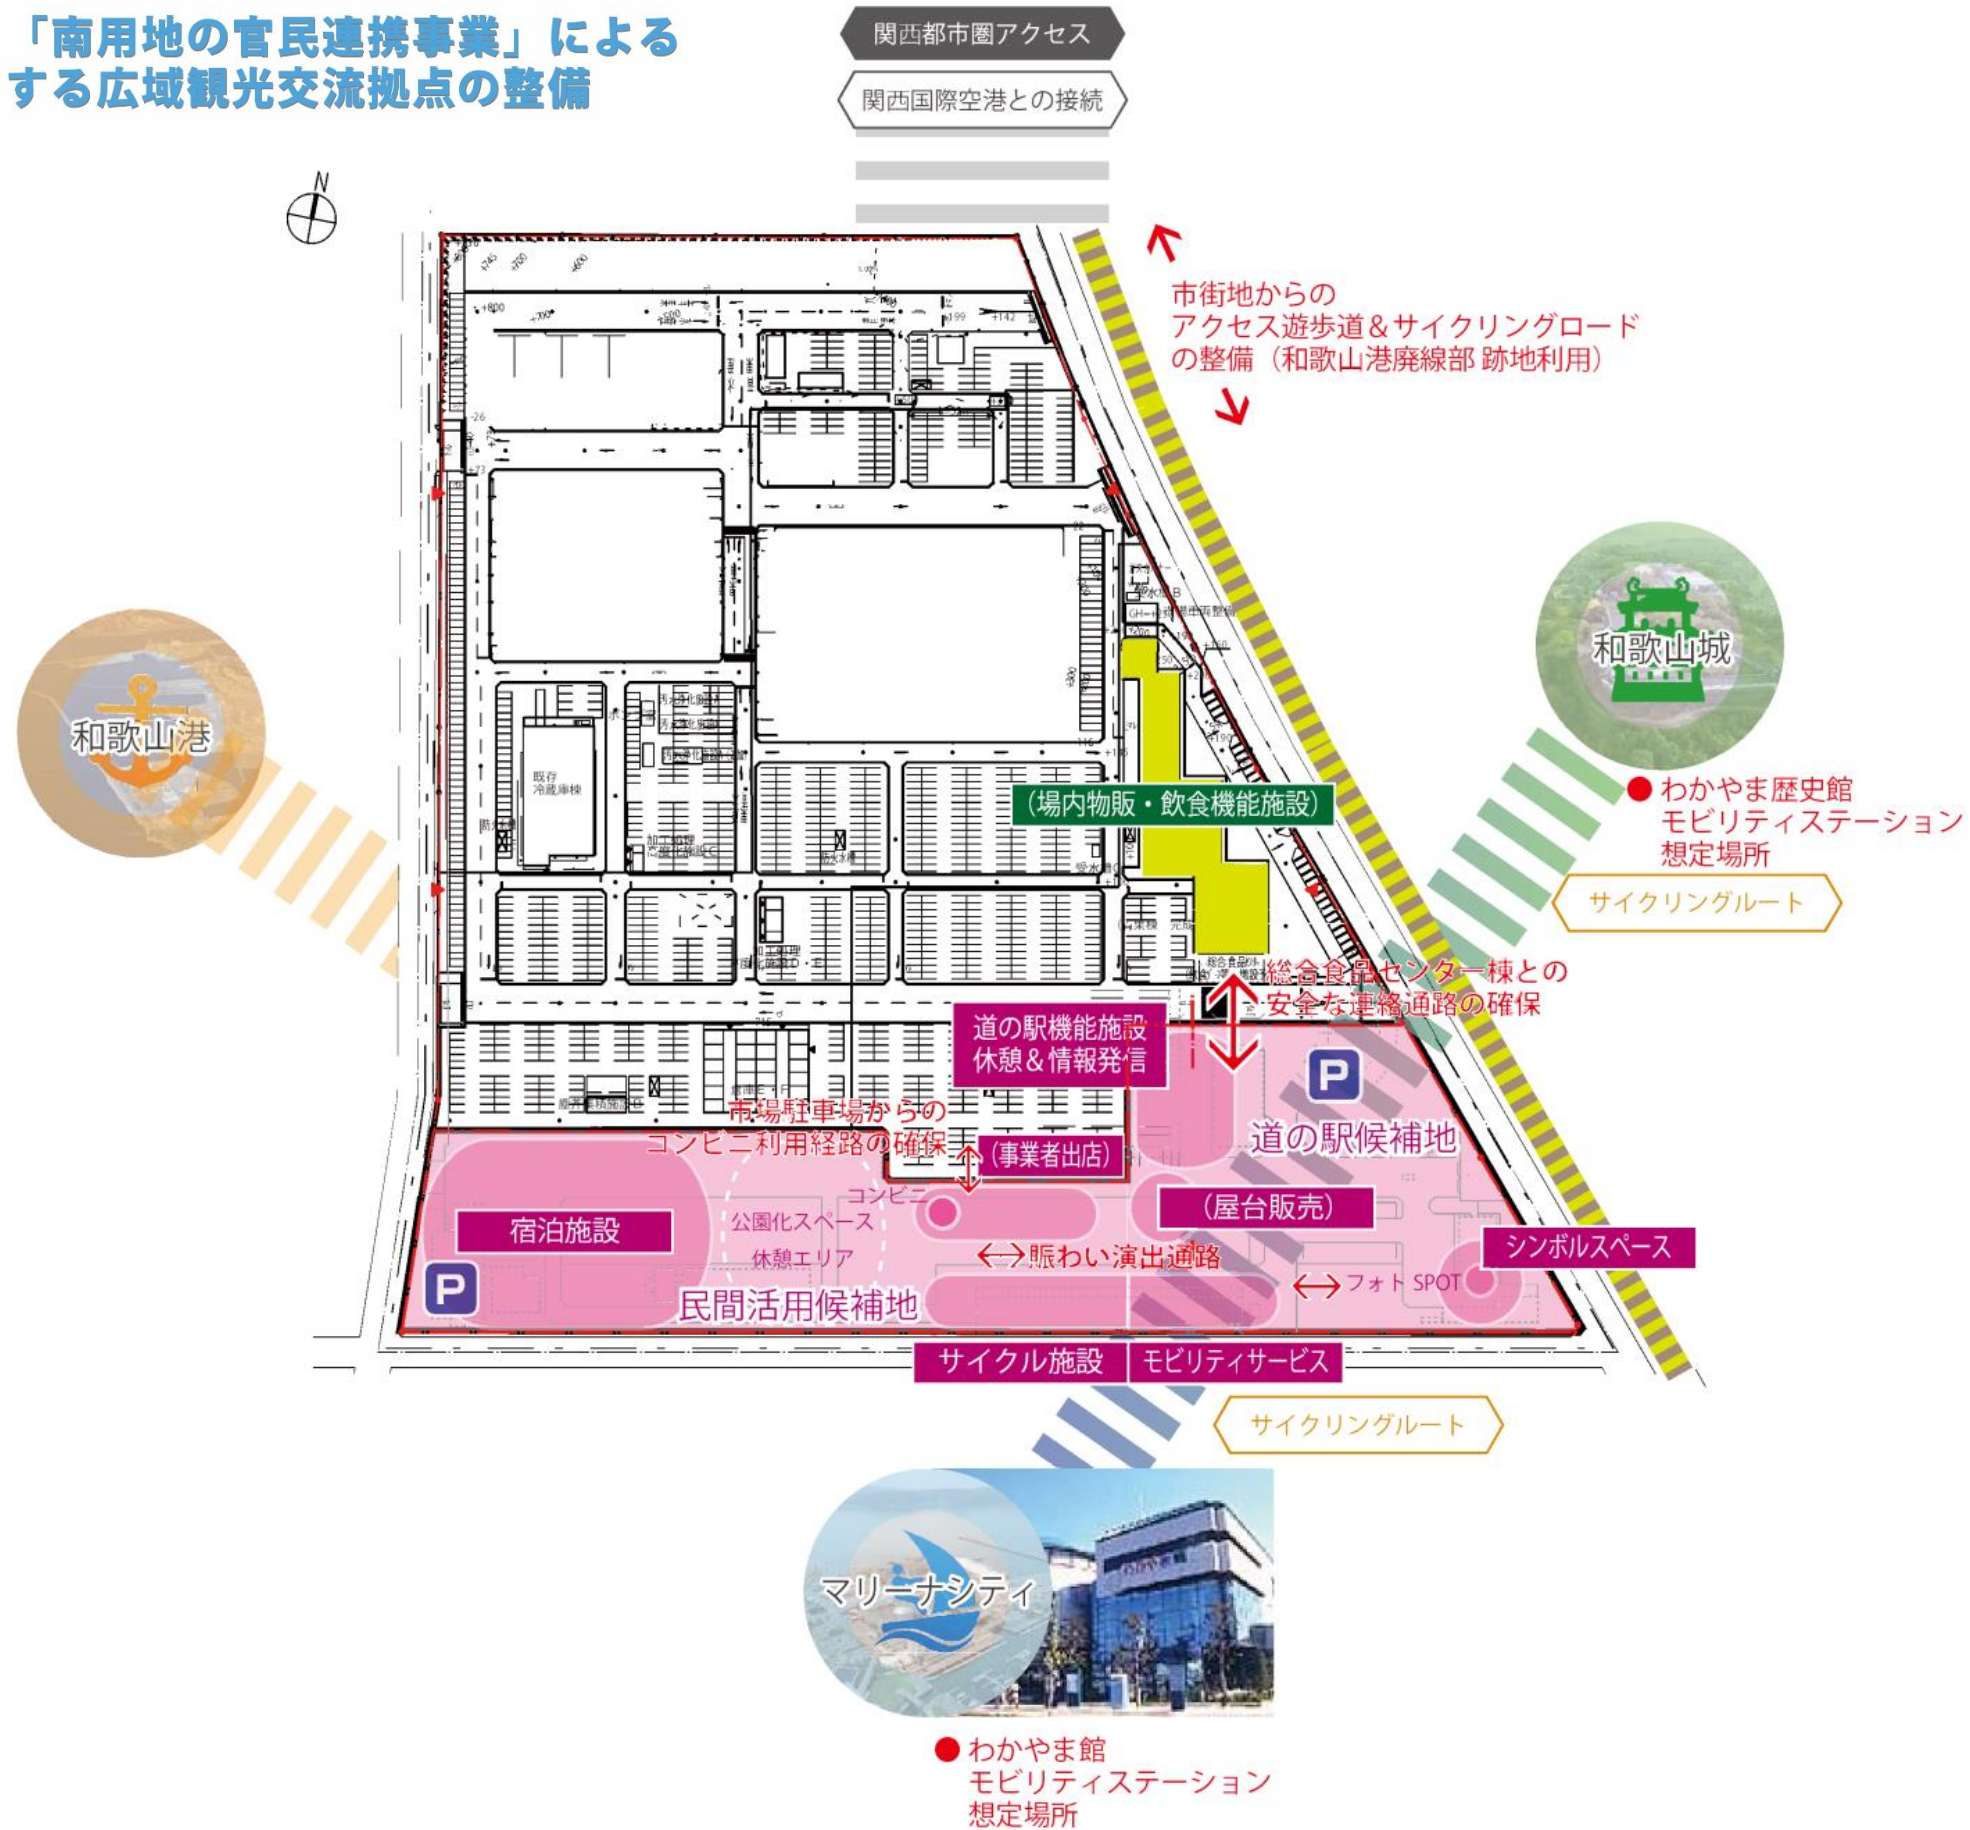 「南用地の官民連携事業」による
する広域観光交流拠点の整備
関西都市圏アクセス
関西国際空港との接続
N
市街地からの
アクセス遊歩道＆サイクリングロード
の整備（和歌山港廃線部 跡地利用）
和歌山港
和歌山城
わかやま歴史館
モビリティステーション
想定場所
サイクリングルート
既存
冷蔵庫棟
（場内物販・飲食機能施設）
総合食品センター棟との
安全な連絡通路の確保
道の駅機能施設
休憩＆情報発信
P
道の駅候補地
市場駐車場からの
コンビニ利用経路の確保
（事業者出店）
コンビニ
（屋台販売）
宿泊施設
公園化スペース
休憩エリア
賑わい演出通路
シンボルスペース
フォト SPOT
P
民間活用候補地
サイクル施設
モビリティサービス
サイクリングルート
マリーナシティ
わかやま館
モビリティステーション
想定場所